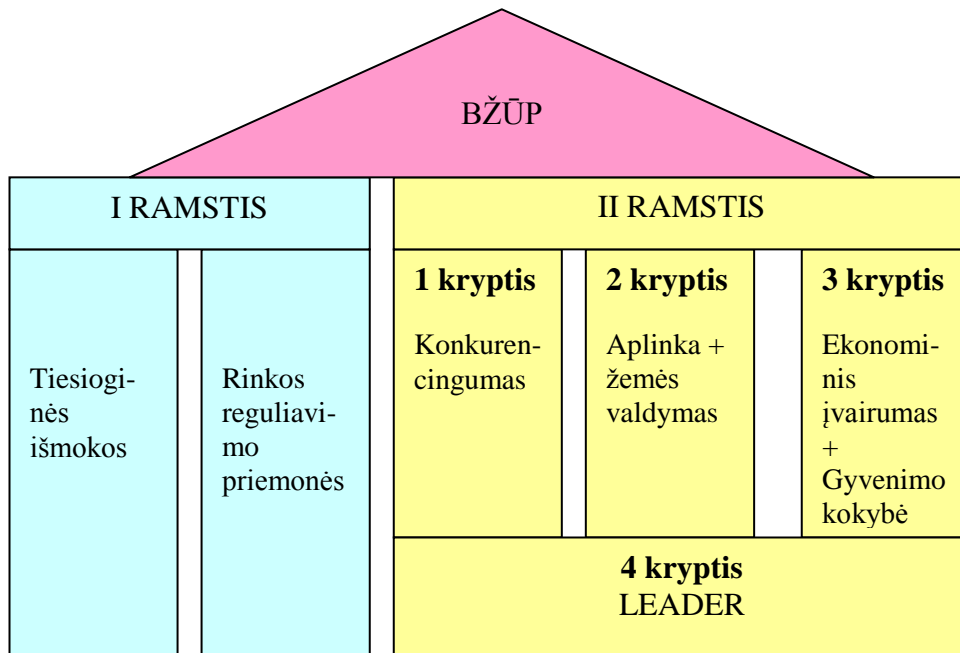 BŽŪP
I RAMSTIS
Tiesiogi-
nės
išmokos
Rinkos
reguliavi-
mo
priemonės
II RAMSTIS
1 kryptis
Konkuren-
cingumas
2 kryptis
Aplinka +
žemės
valdymas
3 kryptis
Ekonomi-
nis
įvairumas
+
Gyvenimo
kokybė
4 kryptis
LEADER